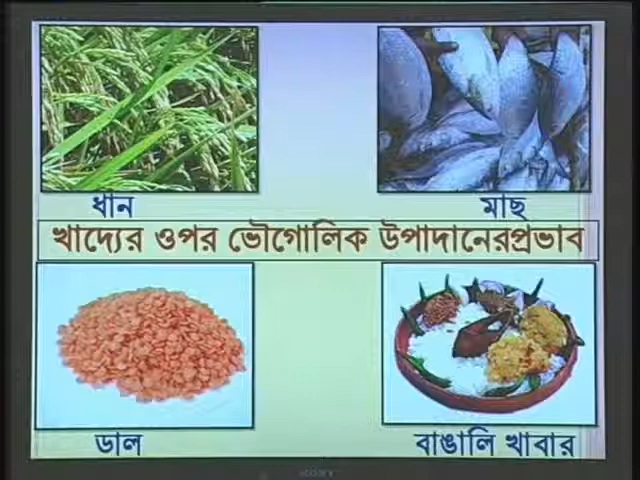 ধান
মাছ
খাদ্যের ওপর ভৌগোলিক উপাদানেরপ্রভাব
ডাল
বাঙালি খাবার